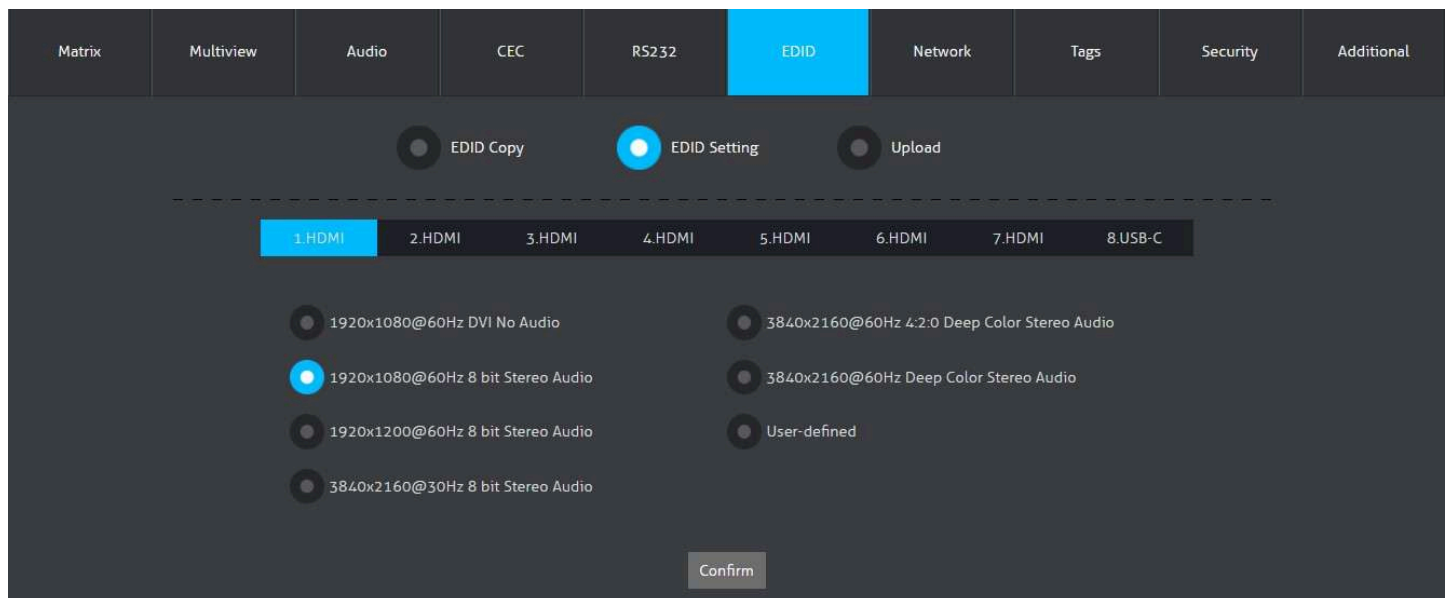 Matrix Multiview Audio CEC RS232 EDID Network Tags Security Additional
EDID Copy EDID Setting Upload
1.HDMI 2.HDMI 3.HDMI 4.HDMI 5.HDMI 6.HDMI 7.HDMI 8.USB-C
1920x1080@60Hz DVI No Audio 3840x2160@60Hz 4:2:0 Deep Color Stereo Audio
1920x1080@60Hz 8 bit Stereo Audio 3840x2160@60Hz Deep Color Stereo Audio
1920x1200@60Hz 8 bit Stereo Audio User-defined
3840x2160@30Hz 8 bit Stereo Audio
Confirm